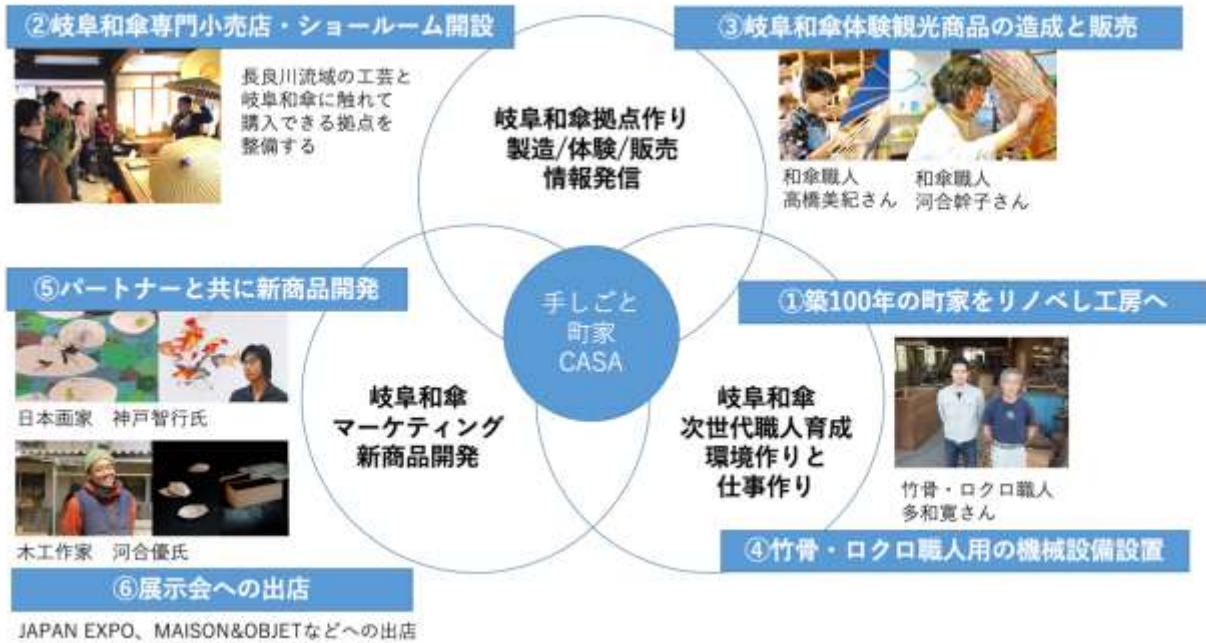 ②岐阜和傘専門小売店・ショールーム開設
長良川流域の工芸と
岐阜和傘に触れて
購入できる拠点を
整備する
③岐阜和傘体験観光商品の造成と販売
和傘職人
高橋美紀さん
和傘職人
河合幹子さん
岐阜和傘拠点作り
製造/体験/販売
情報発信
⑤パートナーと共に新商品開発
日本画家 神戸智行氏
木工作家 河合優氏
手しごと
町家
CASA
①築100年の町家をリノベし工房へ
竹骨・ロクロ職人
多和寛さん
岐阜和傘
マーケティング
新商品開発
岐阜和傘
次世代職人育成
環境作りと
仕事作り
④竹骨・ロクロ職人用の機械設備設置
⑥展示会への出店
JAPAN EXPO、MAISON&OBJETなどへの出店